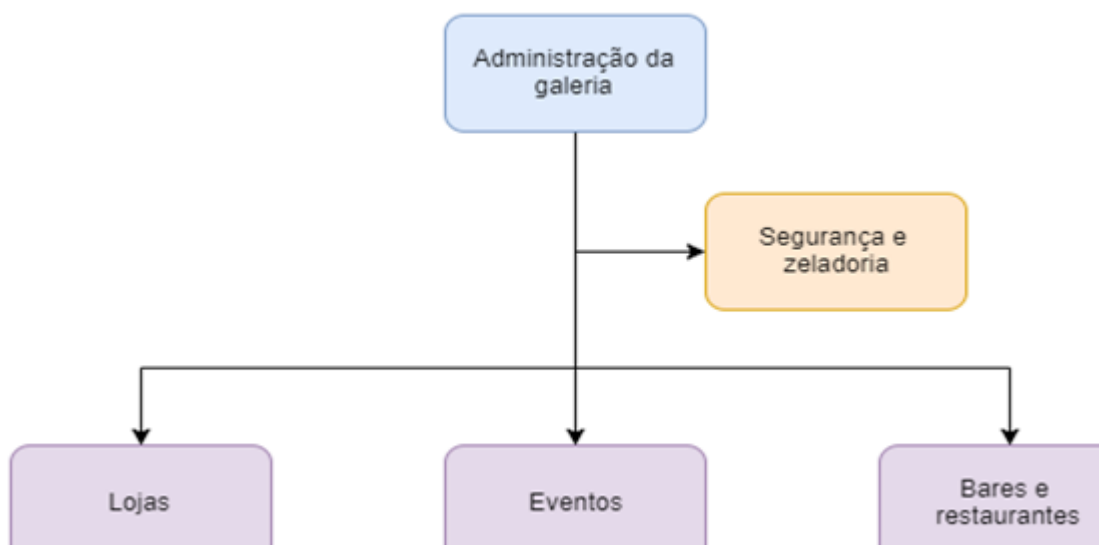 Administração da
galeria
Segurança e
zeladoria
Lojas
Eventos
Bares e
restaurantes